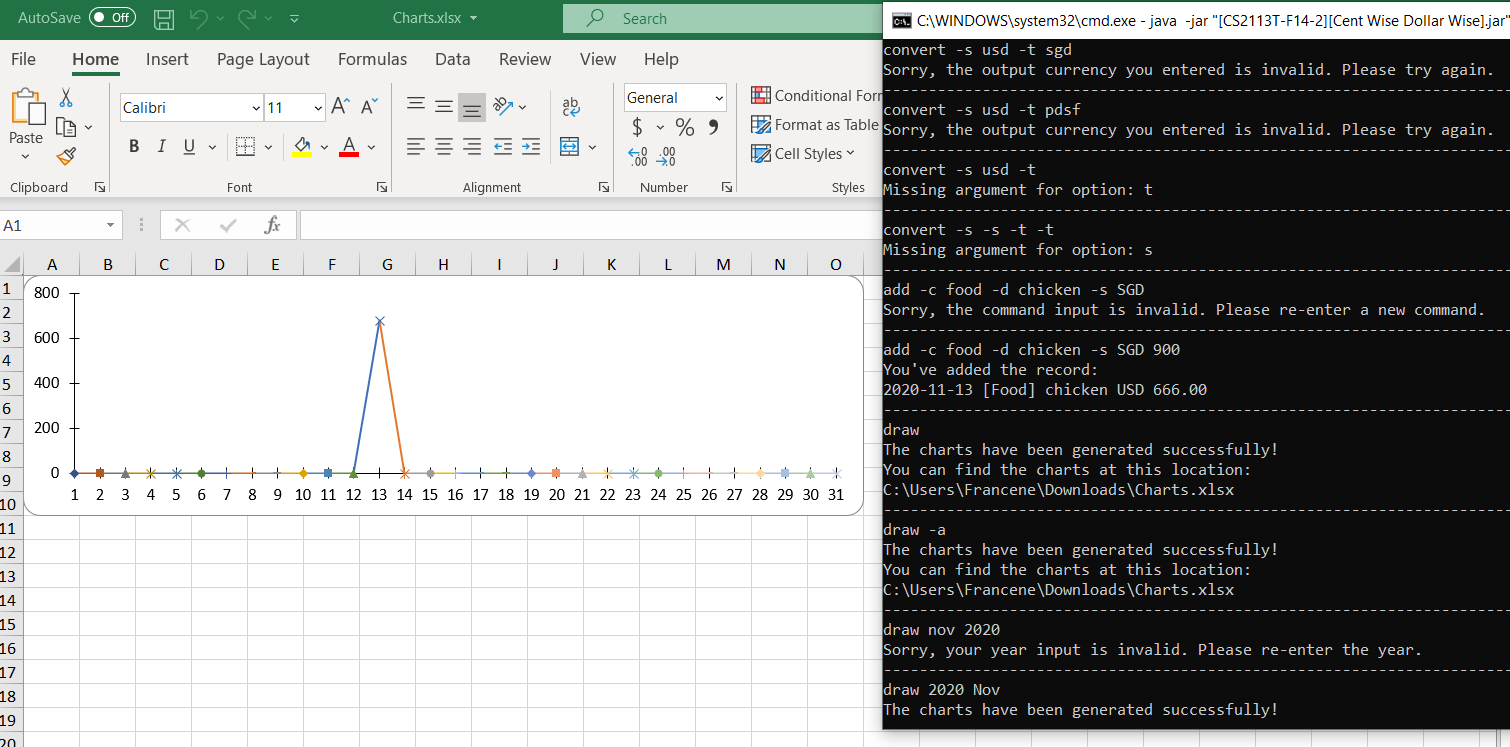 AutoSave Off Charts.xlsx Search
File Home Insert Page Layout Formulas Data Review View Help
Calibri 11 General Conditional For
Paste Format as Table
B I U A $ % Cell Styles
Clipboard Font Alignment Number Styles
A1 fx
A B C D E F G H I J K L M N O
1
2
3
4
5
6
7
8
9
10
11
12
13
14
15
16
17
18
19
20
800
600
400
200
0
1 2 3 4 5 6 7 8 9 10 11 12 13 14 15 16 17 18 19 20 21 22 23 24 25 26 27 28 29 30 31
C:\WINDOWS\system32\cmd.exe - java -jar "[CS2113T-F14-2][Cent Wise Dollar Wise].jar"
convert -s usd -t sgd
Sorry, the output currency you entered is invalid. Please try again.
convert -s usd -t pdsf
Sorry, the output currency you entered is invalid. Please try again.
convert -s usd -t
Missing argument for option: t
convert -s -s -t -t
Missing argument for option: s
add -c food -d chicken -s SGD
Sorry, the command input is invalid. Please re-enter a new command.
add -c food -d chicken -s SGD 900
You've added the record:
2020-11-13 [Food] chicken USD 666.00
draw
The charts have been generated successfully!
You can find the charts at this location:
C:\Users\Francene\Downloads\Charts.xlsx
draw -a
The charts have been generated successfully!
You can find the charts at this location:
C:\Users\Francene\Downloads\Charts.xlsx
draw nov 2020
Sorry, your year input is invalid. Please re-enter the year.
draw 2020 Nov
The charts have been generated successfully!